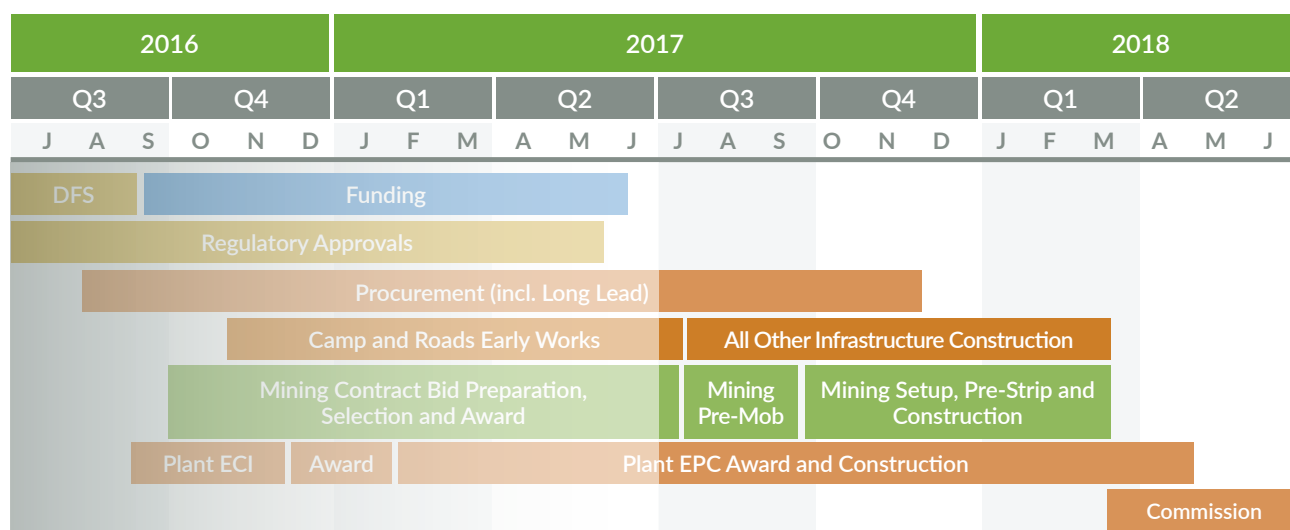 2016 2017 2018
Q3 Q4 Q1 Q2 Q3 Q4 Q1 Q2
J A S O N D J F M A M J J A S O N D J F M A M J
DFS Funding
Regulatory Approvals
Procurement (incl. Long Lead)
Camp and Roads Early Works All Other Infrastructure Construction
Mining Contract Bid Preparation,
Selection and Award
Mining
Pre-Mob
Mining Setup, Pre-Strip and
Construction
Plant ECI Award Plant EPC Award and Construction
Commission